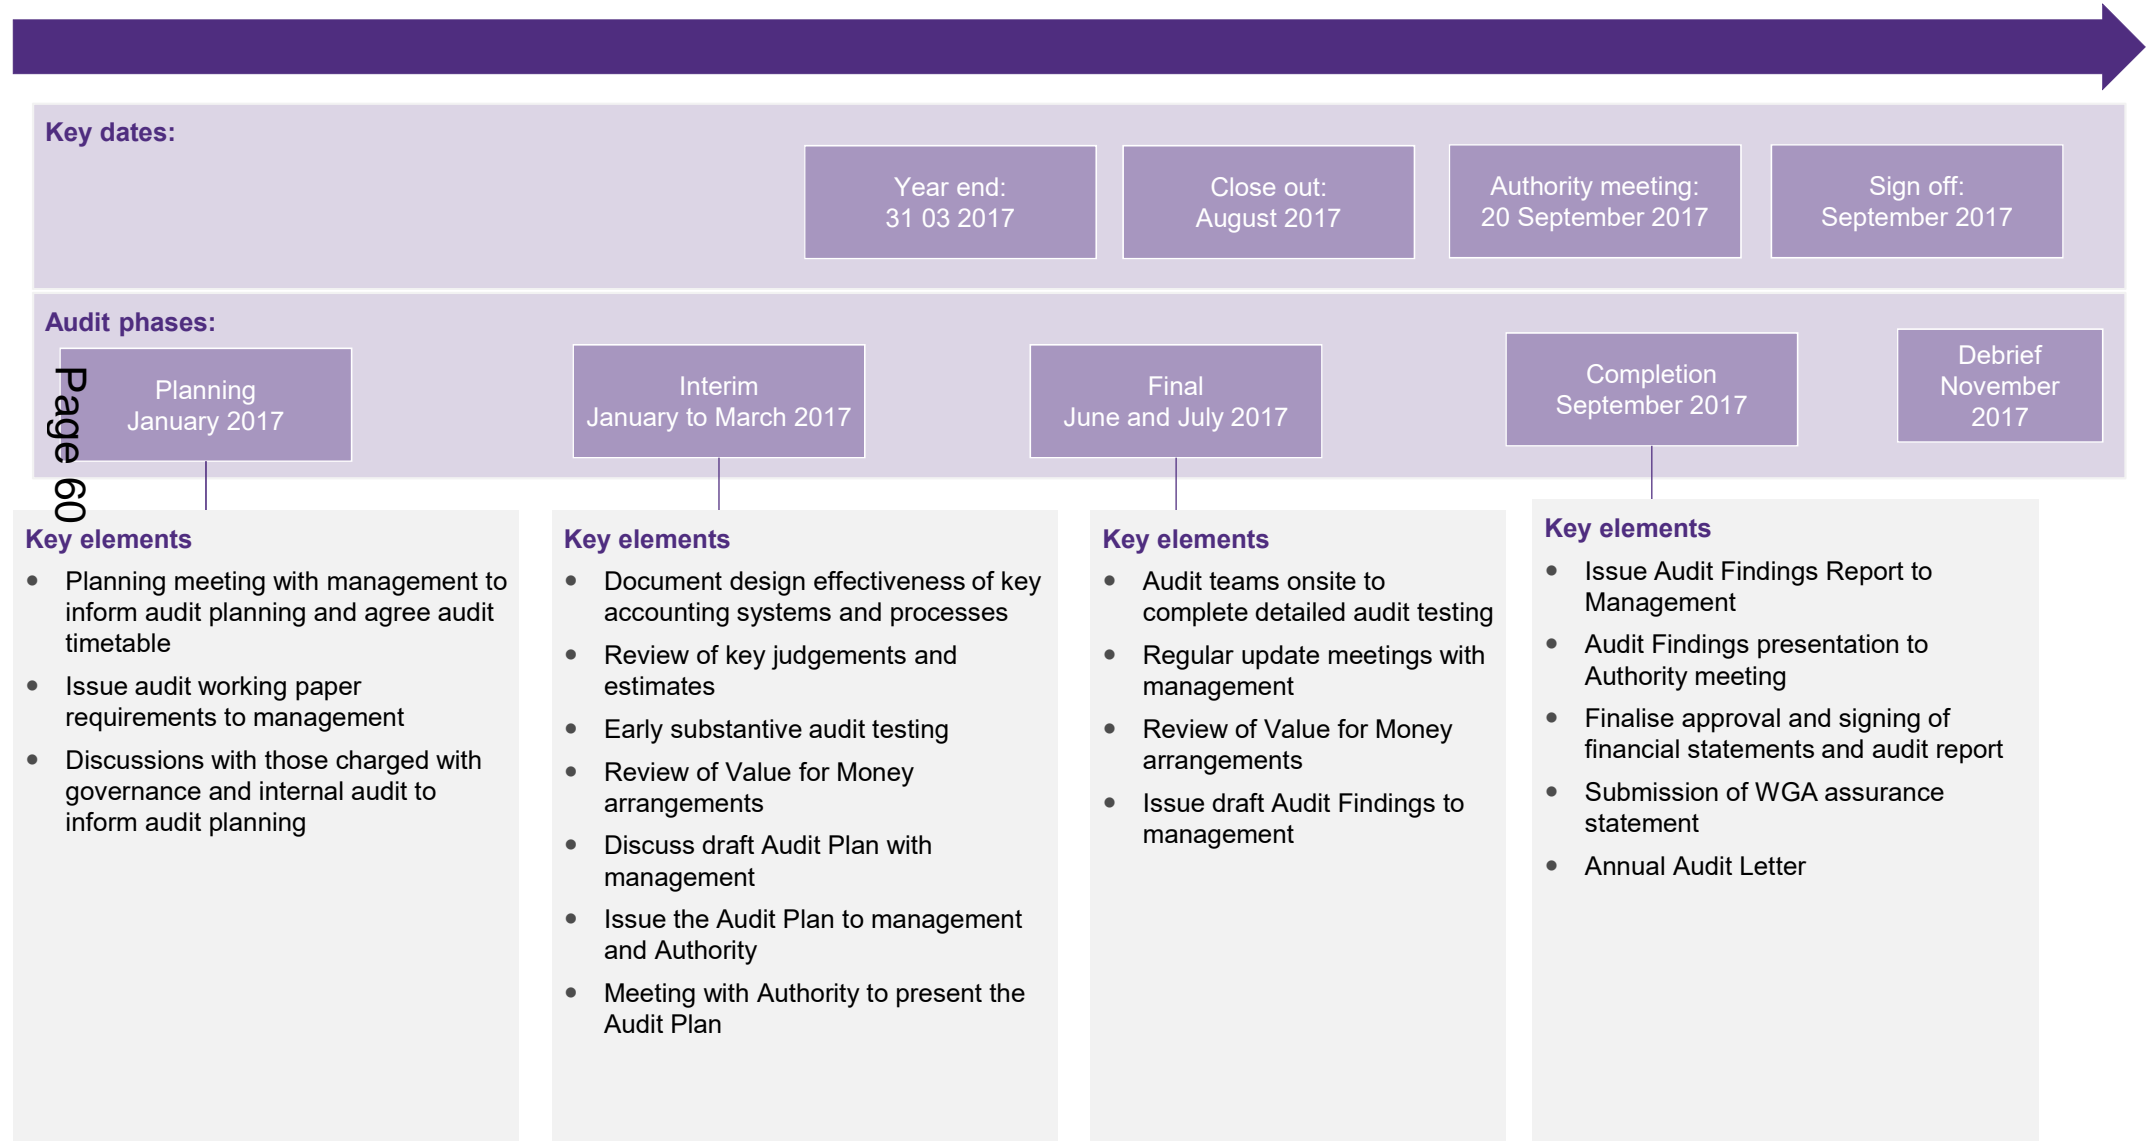 Key dates:
Year end:
31 03 2017
Close out:
August 2017
Authority meeting:
20 September 2017
Sign off:
September 2017
Audit phases:
Planning
January 2017
Interim
January to March 2017
Final
June and July 2017
Completion
September 2017
Debrief
November
2017
Page 60
Key elements
• Planning meeting with management to
inform audit planning and agree audit
timetable
• Issue audit working paper
requirements to management
• Discussions with those charged with
governance and internal audit to
inform audit planning
Key elements
• Document design effectiveness of key
accounting systems and processes
• Review of key judgements and
estimates
• Early substantive audit testing
• Review of Value for Money
arrangements
• Discuss draft Audit Plan with
management
• Issue the Audit Plan to management
and Authority
• Meeting with Authority to present the
Audit Plan
Key elements
• Audit teams onsite to
complete detailed audit testing
• Regular update meetings with
management
• Review of Value for Money
arrangements
• Issue draft Audit Findings to
management
Key elements
• Issue Audit Findings Report to
Management
• Audit Findings presentation to
Authority meeting
• Finalise approval and signing of
financial statements and audit report
• Submission of WGA assurance
statement
• Annual Audit Letter